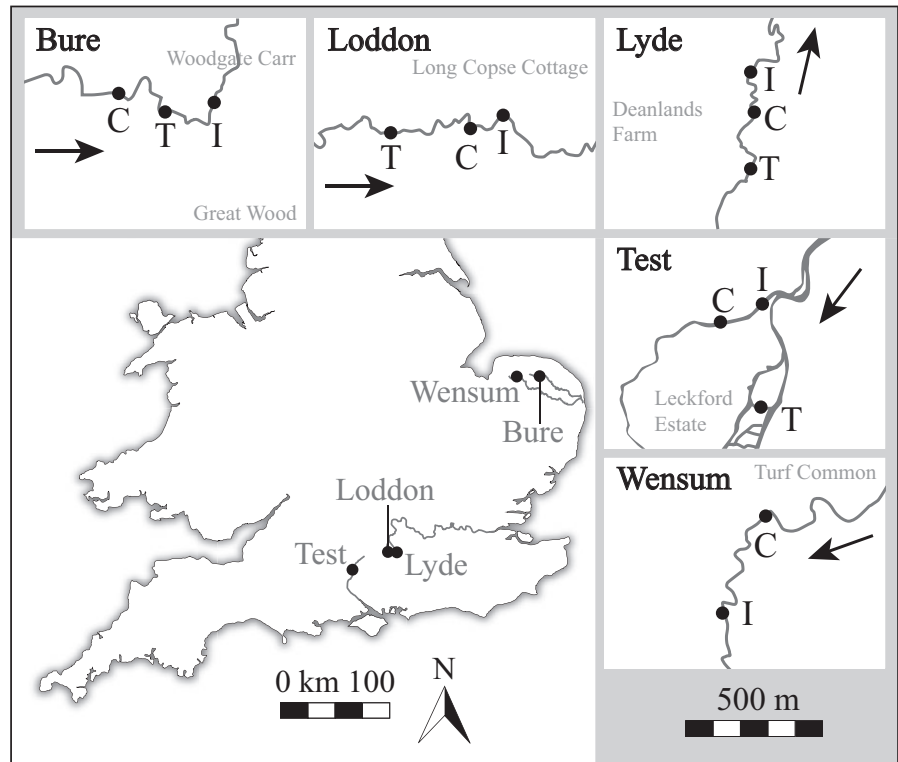 Bure
Woodgate Carr
C
T
I
Great Wood
Loddon
Long Copse Cottage
T
C
I
Lyde
Deanlands
Farm
I
C
T
Test
I
C
Leckford
Estate
T
Wensum
Turf Common
C
I
500 m
Wensum
Bure
Loddon
Test
Lyde
0 km 100
N